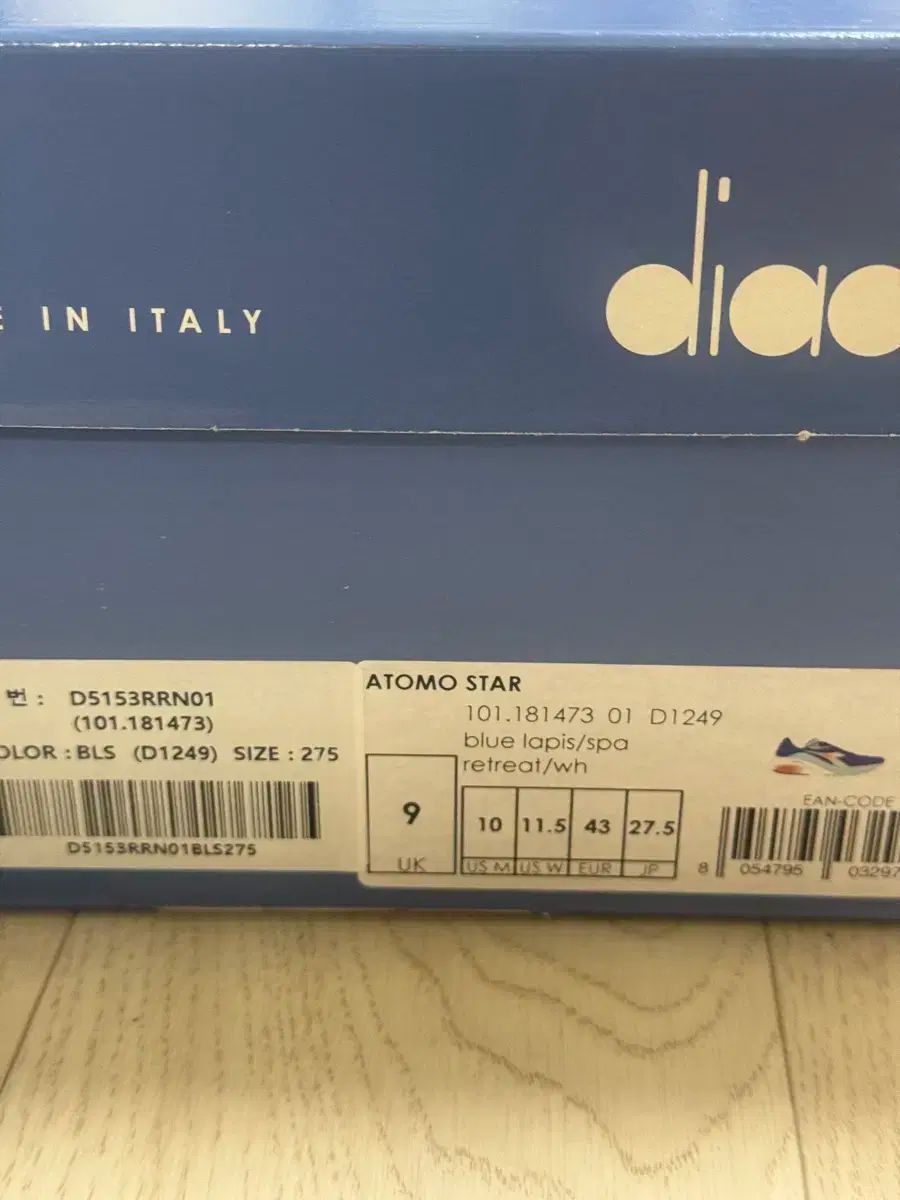 IN ITALY
diad
번 : D5153RRN01
(101.181473)
OLOR : BLS (D1249) SIZE : 275
D5153RRN01BLS275
ATOMO STAR
101.181473 01 D1249
blue lapis/spa
retreat/wh
9
UK
10 11.5 43 27.5
US M US W EUR JP
EAN-CODE
8 054795 03297